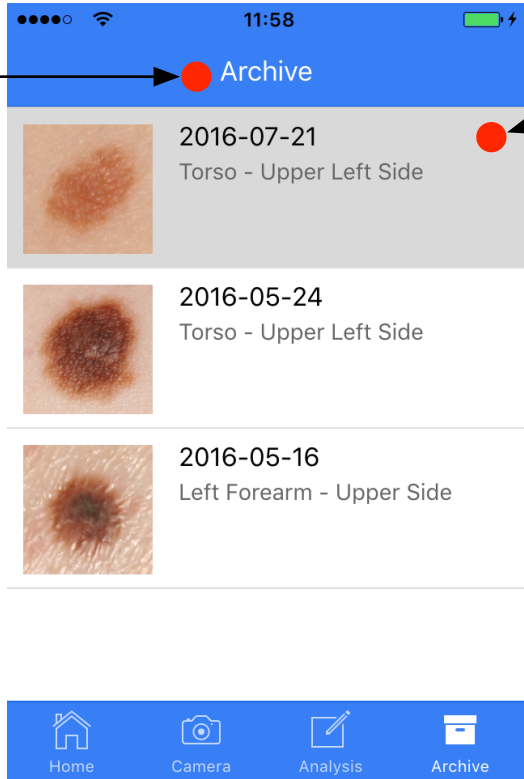 11:58
Archive
2016-07-21
Torso - Upper Left Side
2016-05-24
Torso - Upper Left Side
2016-05-16
Left Forearm - Upper Side
Home Camera Analysis Archive